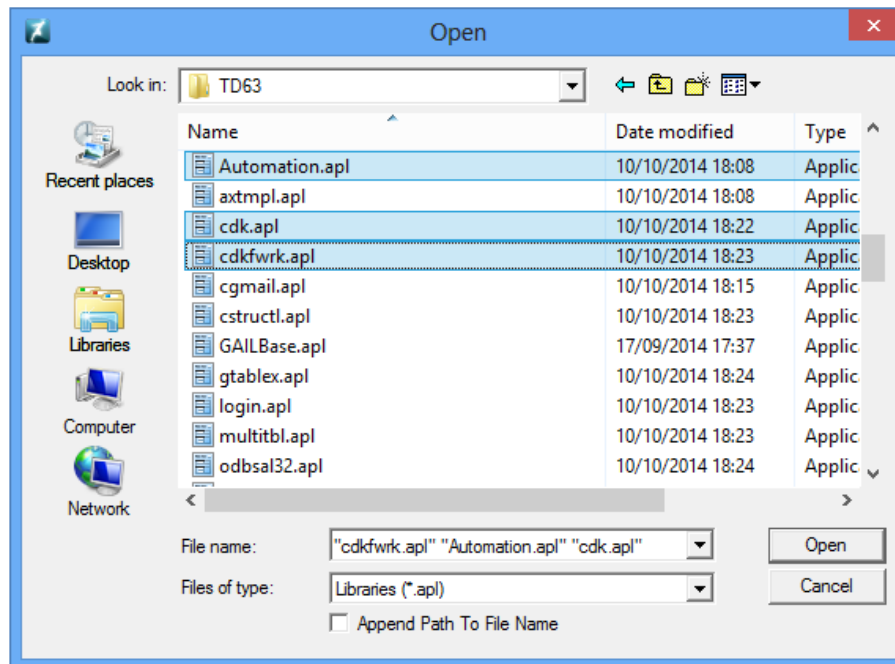 Open
Look in: TD63
Name Date modified Type
Automation.apl 10/10/2014 18:08 Applic
axtmpl.apl 10/10/2014 18:08 Applic
cdk.apl 10/10/2014 18:22 Applic
cdkfwrk.apl 10/10/2014 18:23 Applic
cgmail.apl 10/10/2014 18:15 Applic
cstructl.apl 10/10/2014 18:23 Applic
GAILBase.apl 17/09/2014 17:37 Applic
gtablex.apl 10/10/2014 18:24 Applic
login.apl 10/10/2014 18:23 Applic
multitbl.apl 10/10/2014 18:23 Applic
odbsal32.apl 10/10/2014 18:24 Applic
Recent places
Desktop
Libraries
Computer
Network
File name: "cdkfwrk.apl" "Automation.apl" "cdk.apl" Open
Files of type: Libraries (*.apl) Cancel
Append Path To File Name